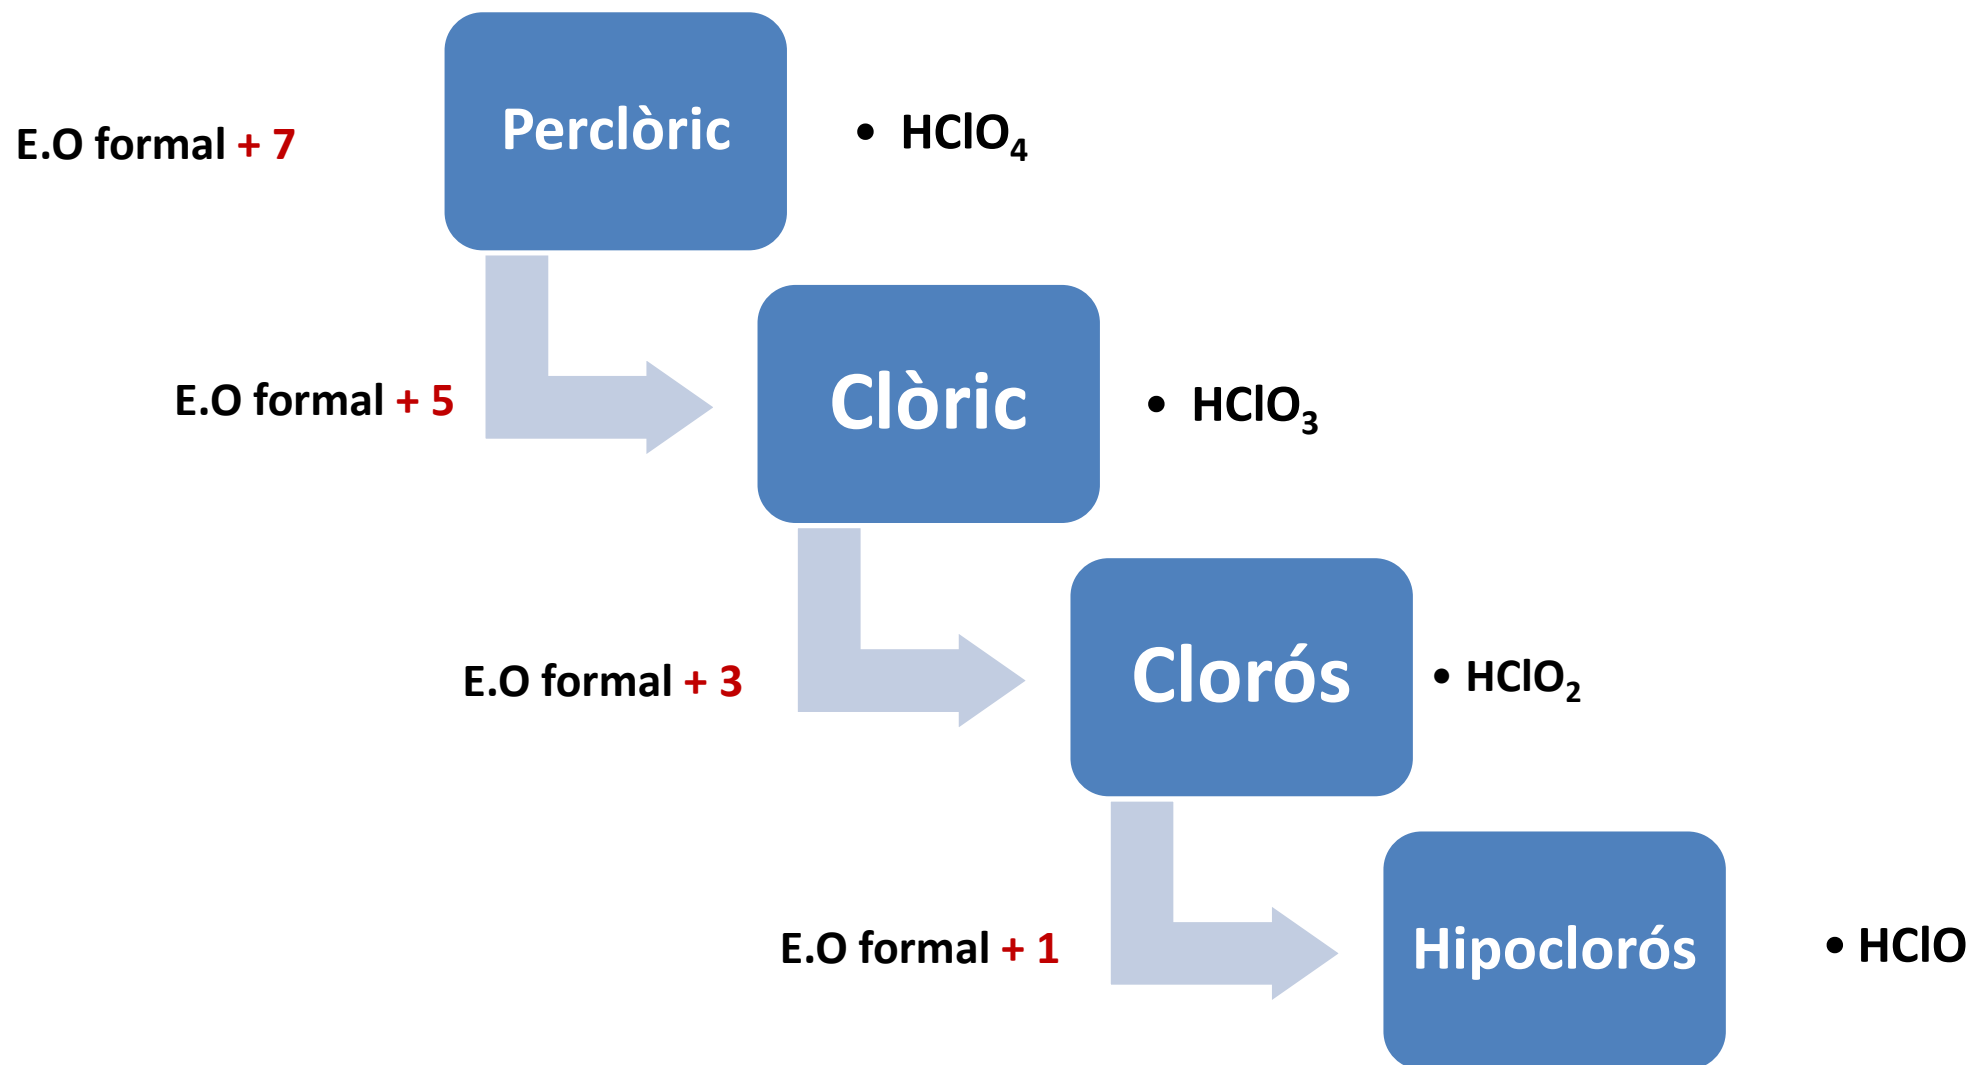 E.O formal + 7
Perclòric
• HClO₄
E.O formal + 5
Clòric
• HClO₃
E.O formal + 3
Clorós
• HClO₂
E.O formal + 1
Hipoclorós
• HClO